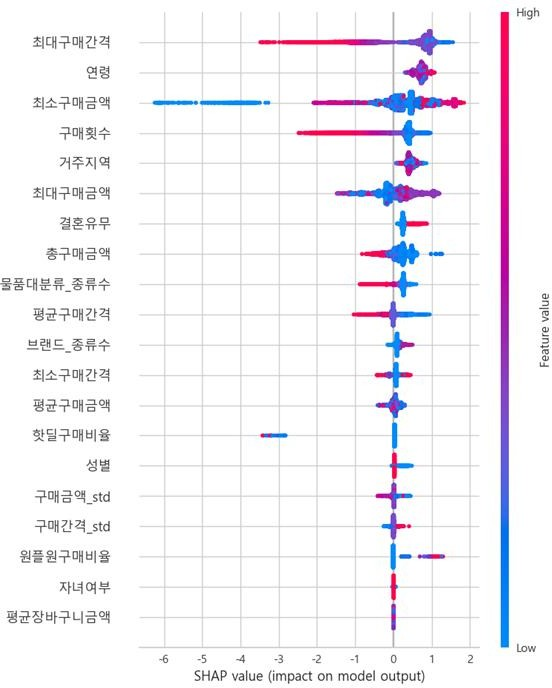 High
최대구매간격
연령
최소구매금액
구매횟수
거주지역
최대구매금액
결혼유무
총구매금액
물품대분류_종류수
평균구매간격
브랜드_종류수
최소구매간격
평균구매금액
핫딜구매비율
성별
구매금액_std
구매간격_std
원플원구매비율
자녀여부
평균장바구니금액
Feature value
Low
-6 -5 -4 -3 -2 -1 0 1 2
SHAP value (impact on model output)